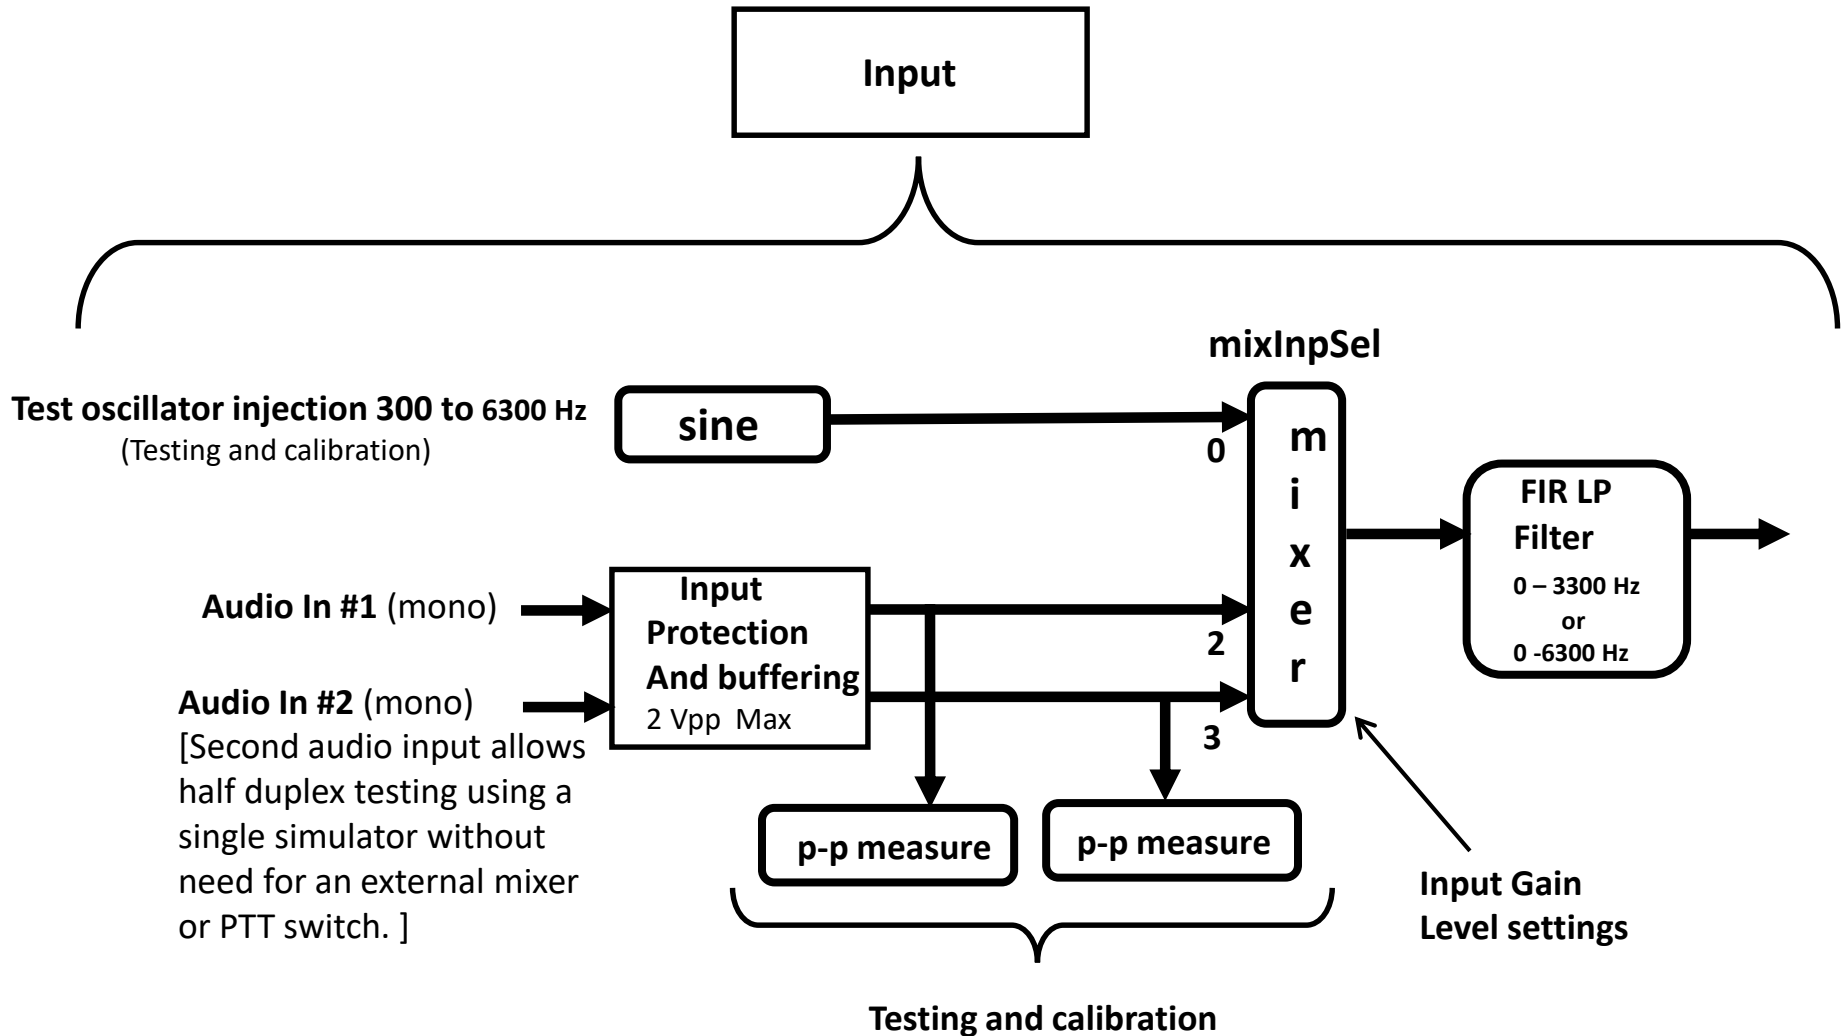 Input
mixInpSel
Test oscillator injection 300 to 6300 Hz
(Testing and calibration)
sine
0
m
i
x
e
r
FIR LP
Filter
0 – 3300 Hz
or
0 -6300 Hz
Audio In #1 (mono)
Input
Protection
And buffering
2 Vpp Max
2
3
Audio In #2 (mono)
[Second audio input allows
half duplex testing using a
single simulator without
need for an external mixer
or PTT switch. ]
p-p measure
p-p measure
Input Gain
Level settings
Testing and calibration